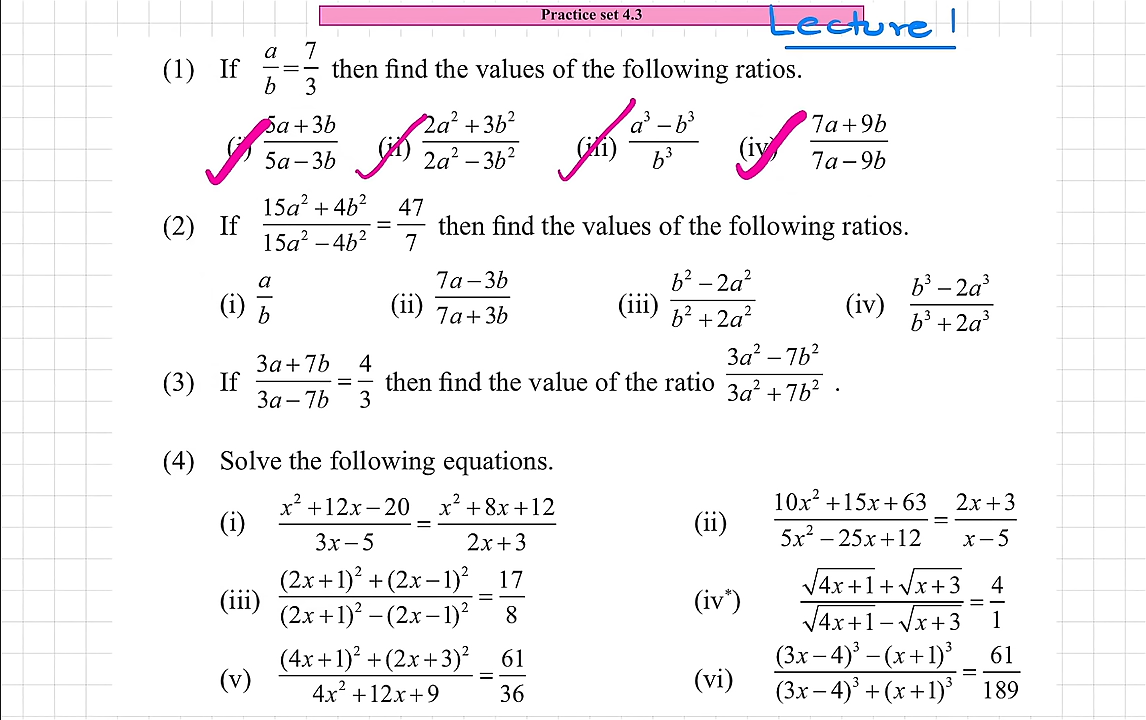 Practice set 4.3
Lecture 1
(1) If a/b = 7/3 then find the values of the following ratios.
(i) (5a + 3b)/(5a − 3b) (ii) (2a² + 3b²)/(2a² − 3b²) (iii) (a³ − b³)/b³ (iv) (7a + 9b)/(7a − 9b)
(2) If (15a² + 4b²)/(15a² − 4b²) = 47/7 then find the values of the following ratios.
(i) a/b (ii) (7a − 3b)/(7a + 3b) (iii) (b² − 2a²)/(b² + 2a²) (iv) (b³ − 2a³)/(b³ + 2a³)
(3) If (3a + 7b)/(3a − 7b) = 4/3 then find the value of the ratio (3a² − 7b²)/(3a² + 7b²) .
(4) Solve the following equations.
(i) (x² + 12x − 20)/(3x − 5) = (x² + 8x + 12)/(2x + 3) (ii) (10x² + 15x + 63)/(5x² − 25x + 12) = (2x + 3)/(x − 5)
(iii) ((2x + 1)² + (2x − 1)²)/((2x + 1)² − (2x − 1)²) = 17/8 (iv*) (√(4x + 1) + √(x + 3))/(√(4x + 1) − √(x + 3)) = 4/1
(v) ((4x + 1)² + (2x + 3)²)/(4x² + 12x + 9) = 61/36 (vi) ((3x − 4)³ − (x + 1)³)/((3x − 4)³ + (x + 1)³) = 61/189